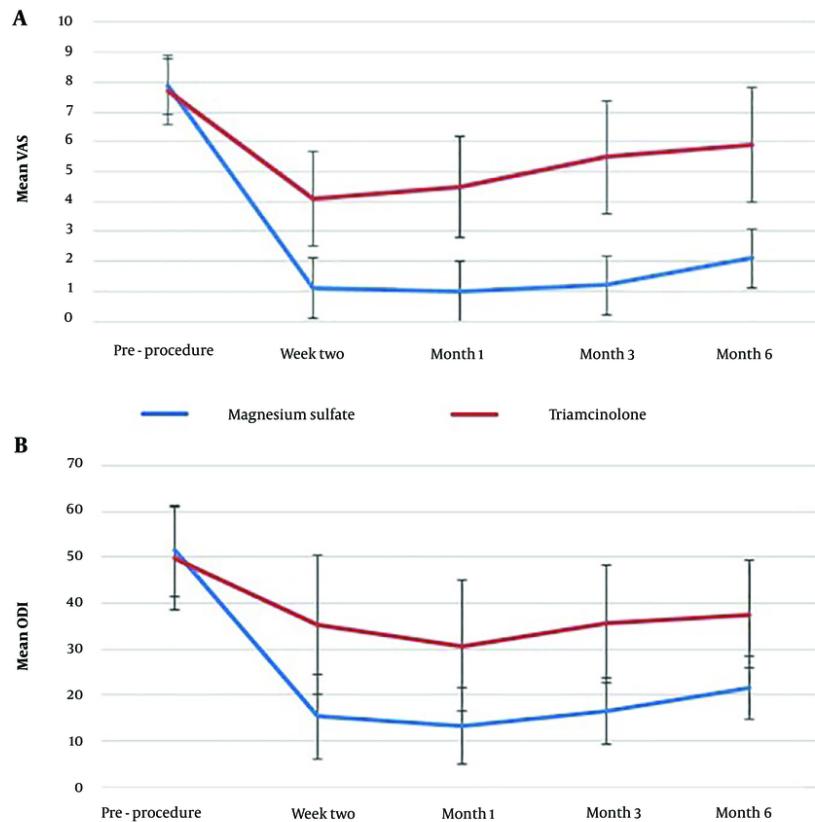 A
10
9
8
7
6
5
4
3
2
1
0
Mean VAS
Pre - procedure Week two Month 1 Month 3 Month 6
Magnesium sulfate Triamcinolone
B
70
60
50
40
30
20
10
0
Mean ODI
Pre - procedure Week two Month 1 Month 3 Month 6